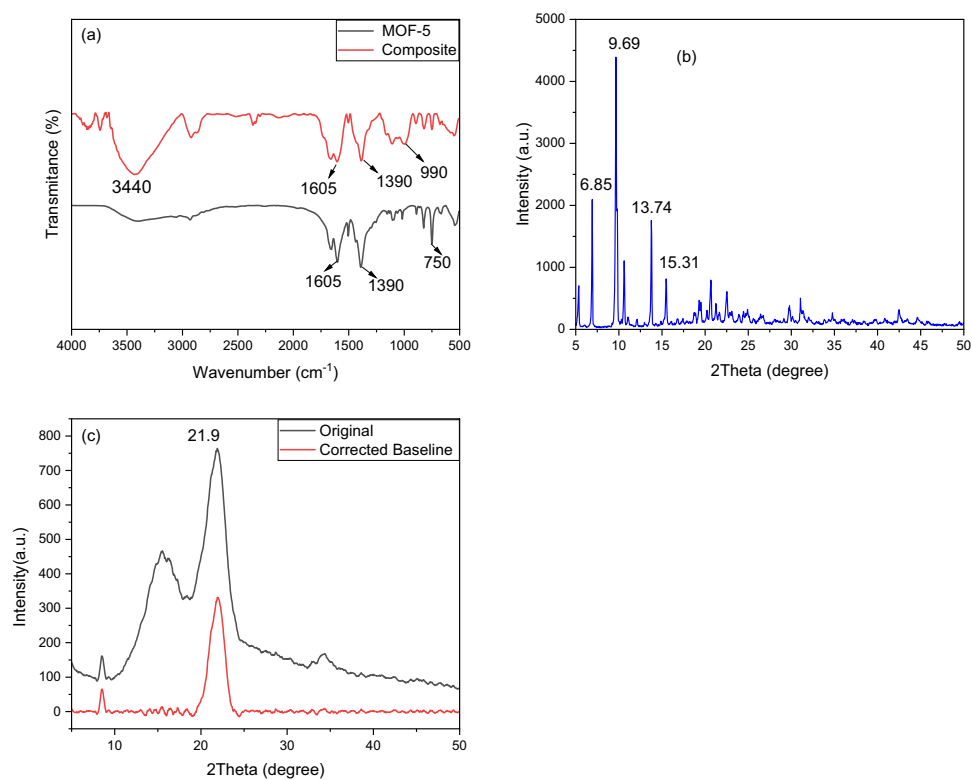 (a)
MOF-5
Composite
Transmitance (%)
3440
1605
1390
990
1605
1390
750
4000 3500 3000 2500 2000 1500 1000 500
Wavenumber (cm-1)
(b)
9.69
6.85
13.74
15.31
Intensity (a.u.)
5000
4000
3000
2000
1000
0
5 10 15 20 25 30 35 40 45 50
2Theta (degree)
(c)
21.9
Original
Corrected Baseline
Intensity(a.u.)
800
700
600
500
400
300
200
100
0
10 20 30 40 50
2Theta (degree)